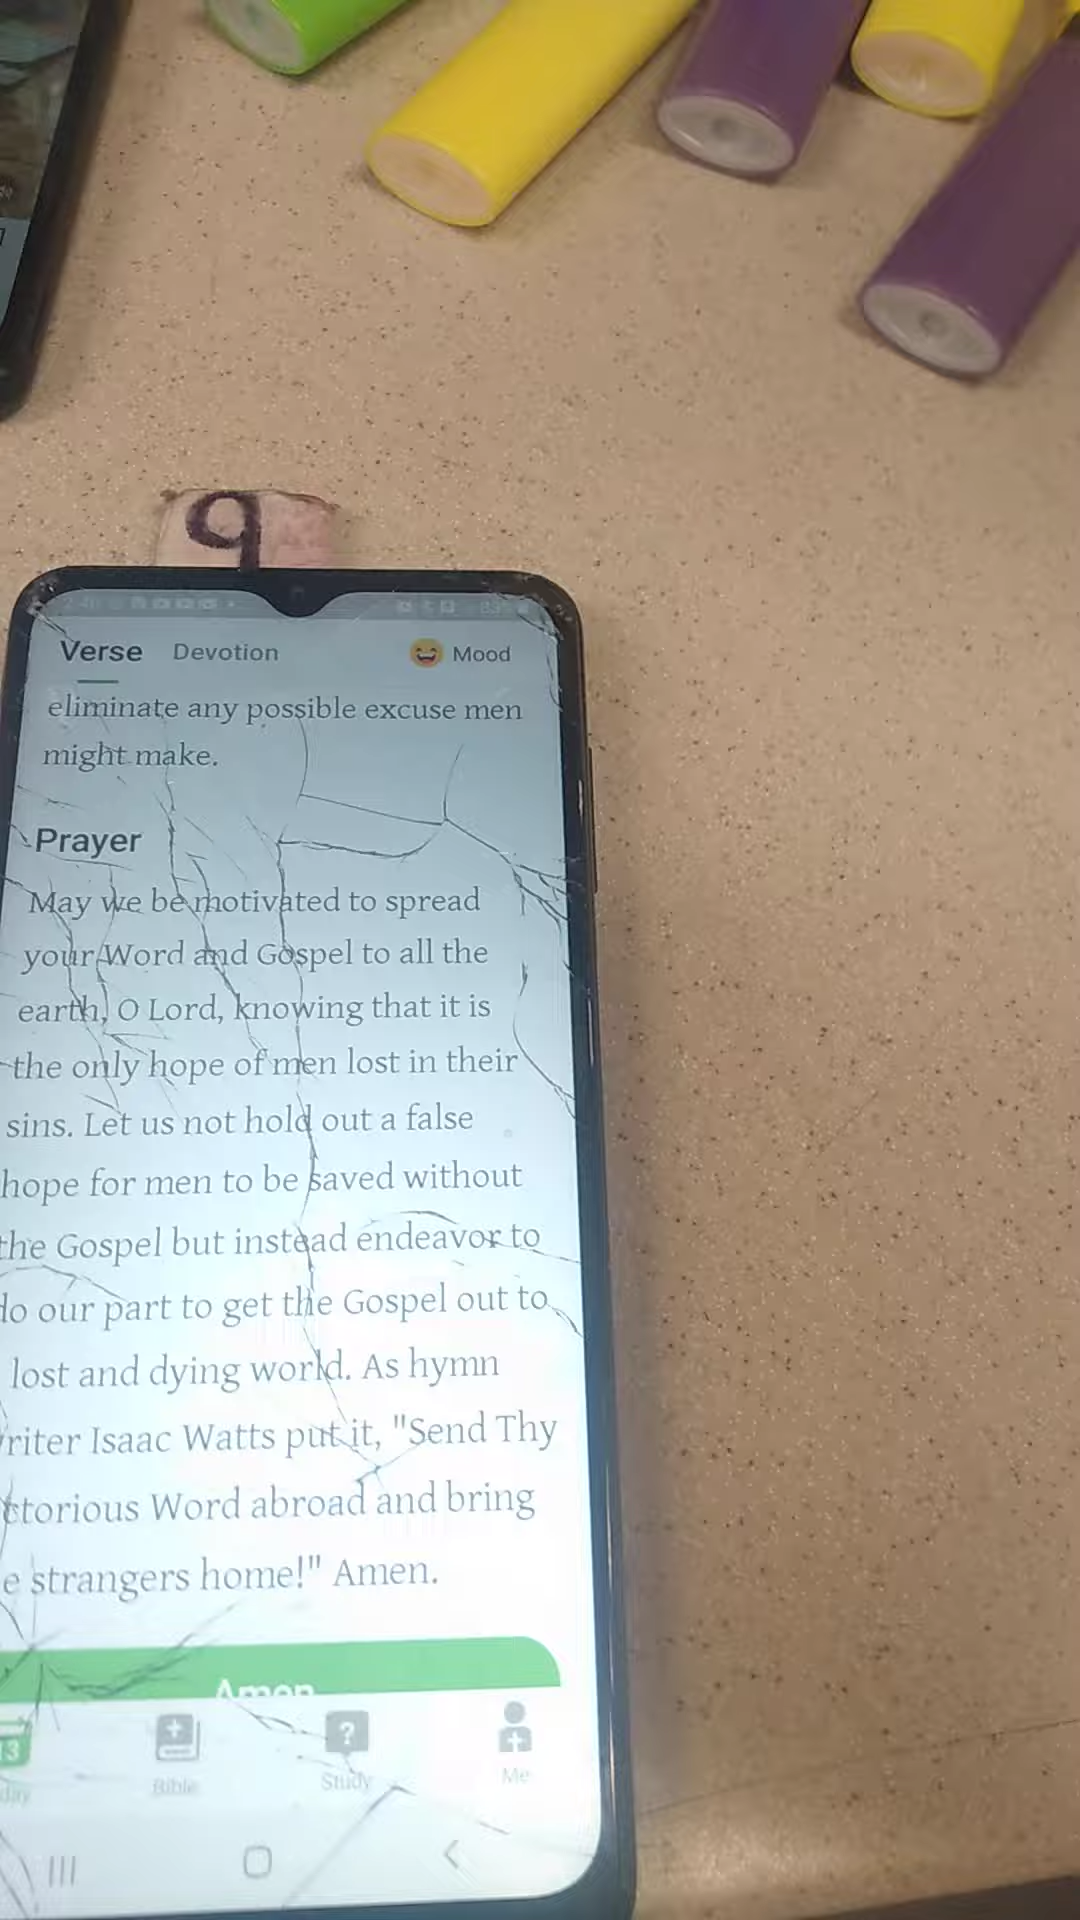 9
Verse Devotion Mood
eliminate any possible excuse men
might make.
Prayer
May we be motivated to spread
your Word and Gospel to all the
earth, O Lord, knowing that it is
the only hope of men lost in their
sins. Let us not hold out a false
hope for men to be saved without
the Gospel but instead endeavor to
do our part to get the Gospel out to
lost and dying world. As hymn
riter Isaac Watts put it, "Send Thy
ctorious Word abroad and bring
e strangers home!" Amen.
Amen
13
day Bible Study Me